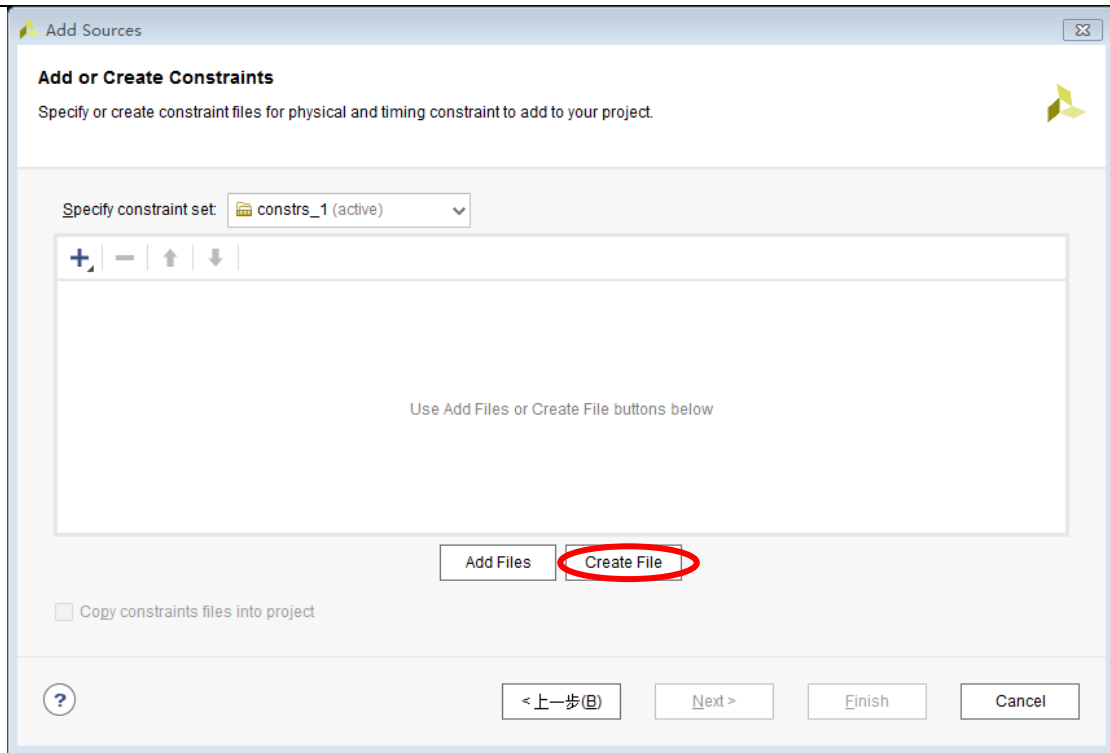 Add Sources
Add or Create Constraints
Specify or create constraint files for physical and timing constraint to add to your project.
Specify constraint set: constrs_1 (active)
Use Add Files or Create File buttons below
Add Files Create File
Copy constraints files into project
? <上一步(B) Next > Finish Cancel